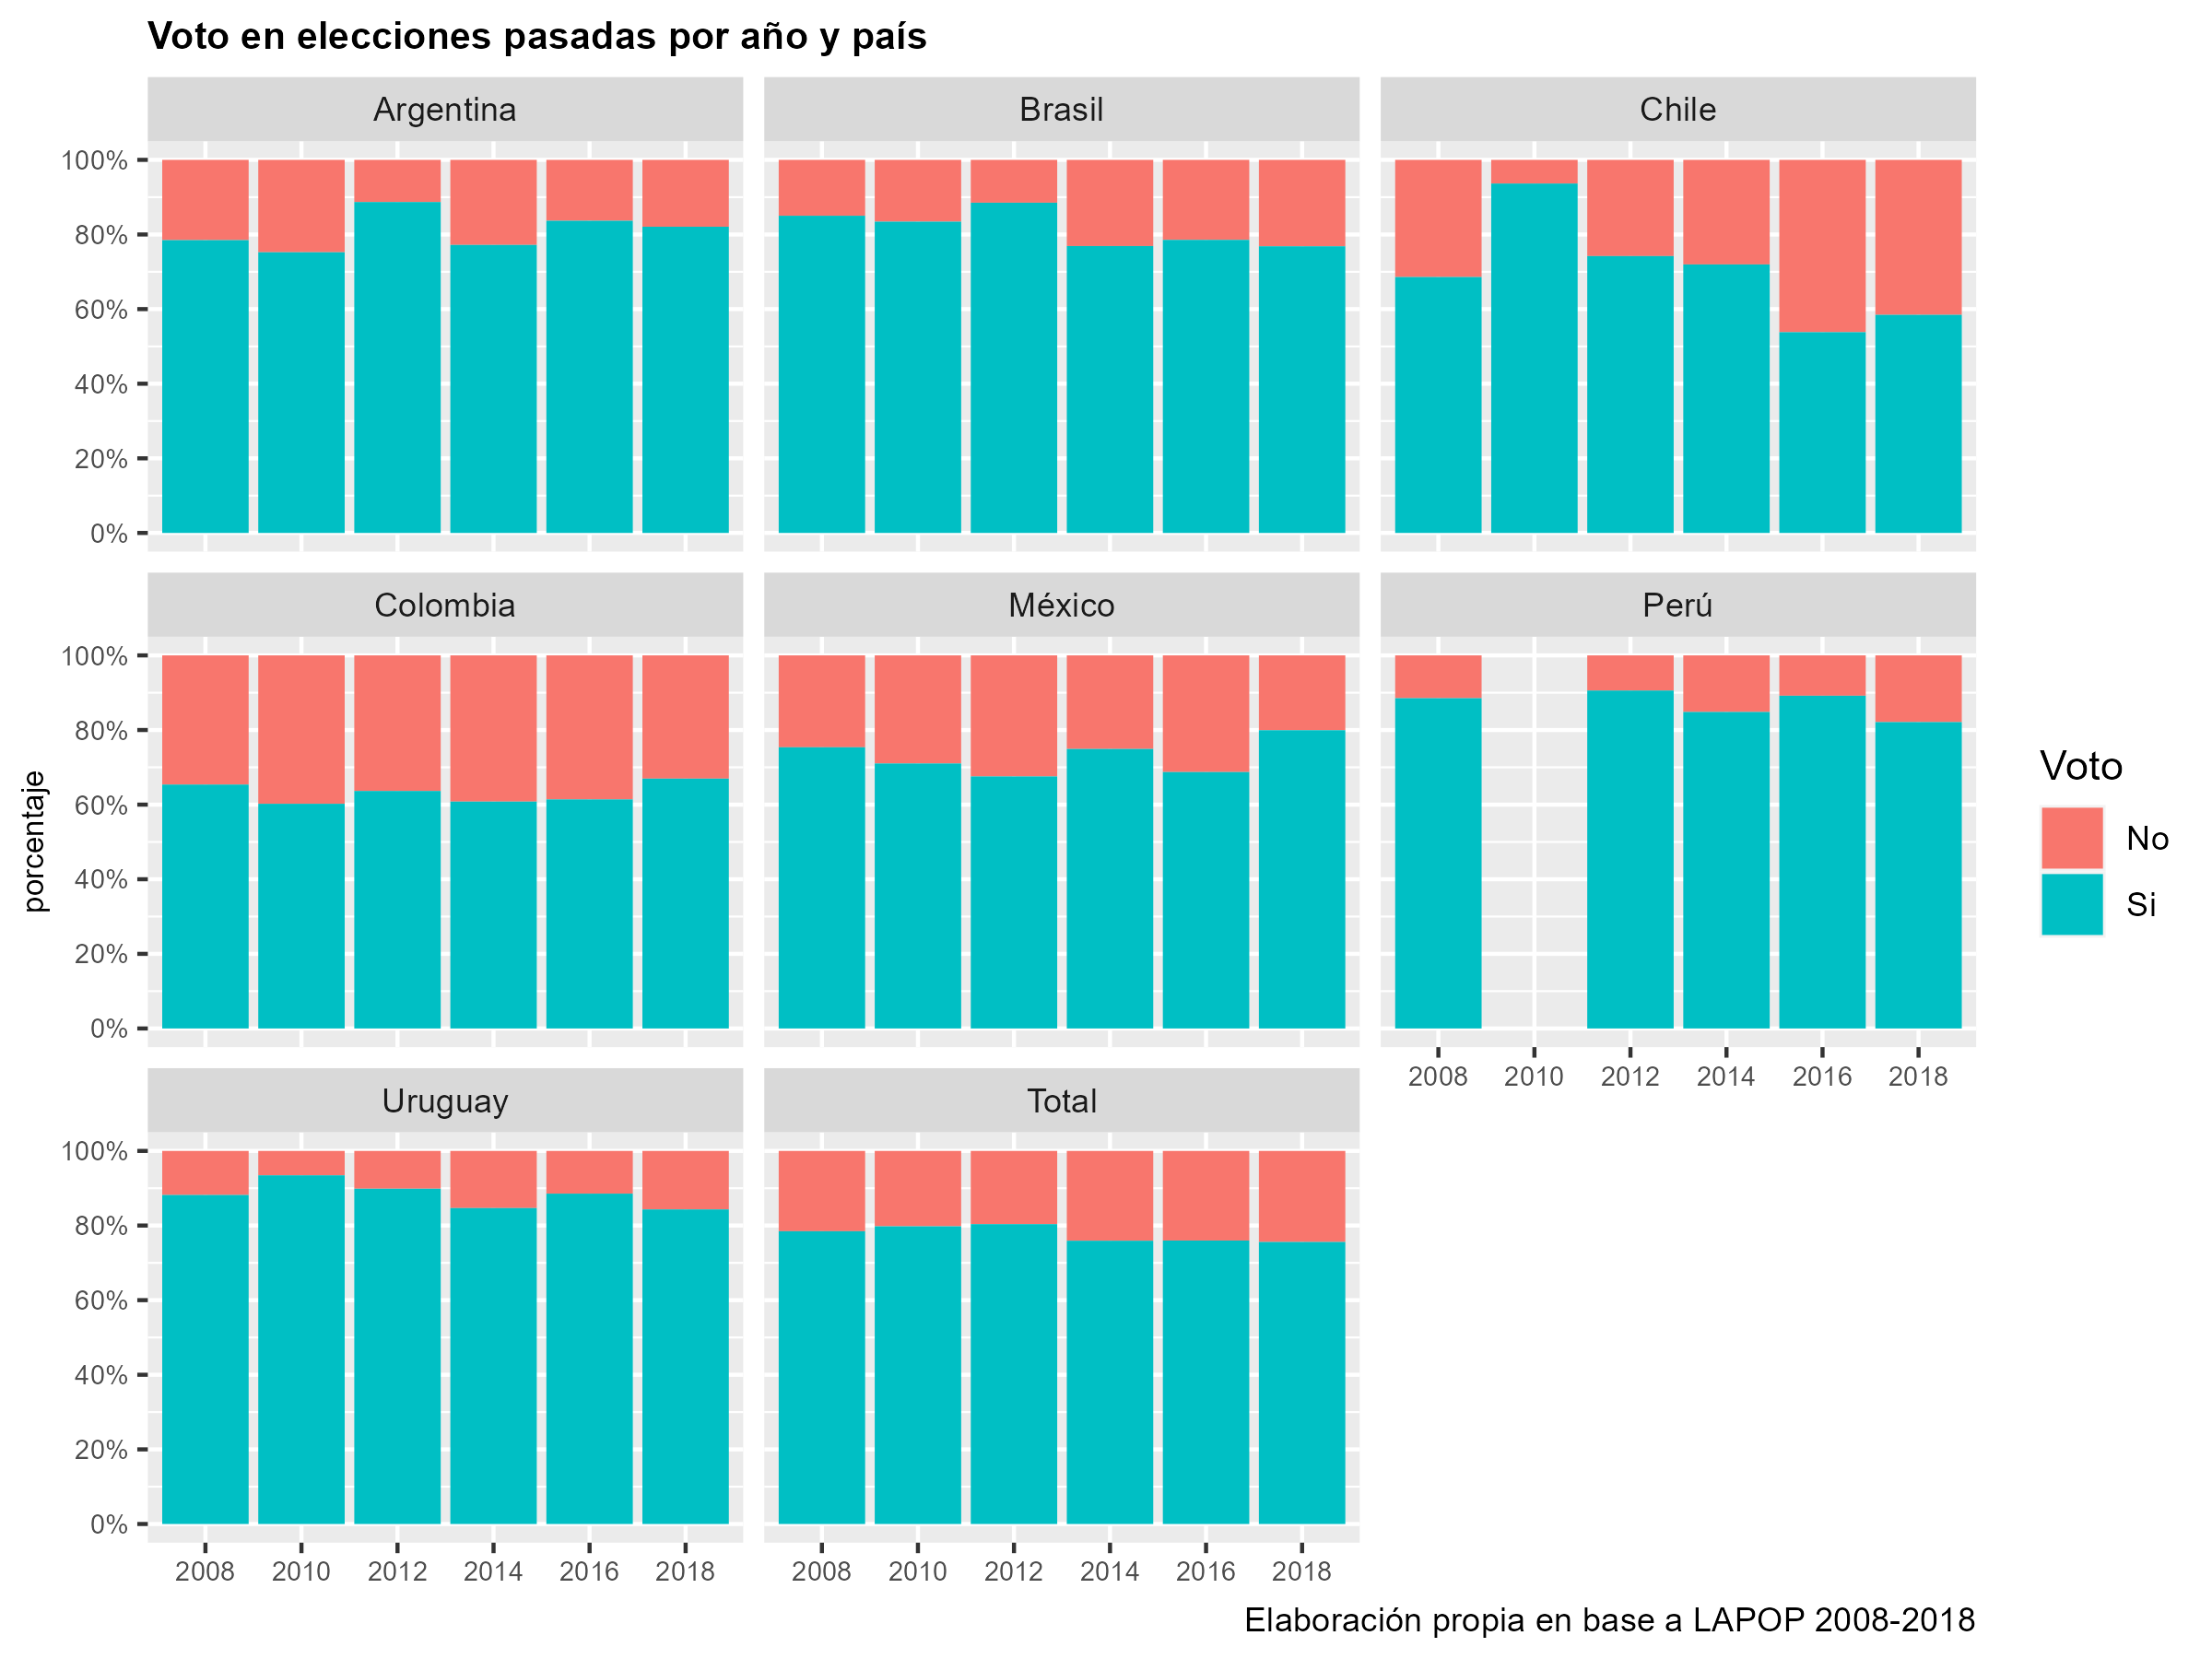 Voto en elecciones pasadas por año y país
Argentina
Brasil
Chile
100%
80%
60%
40%
20%
0%
Colombia
México
Perú
100%
80%
60%
40%
20%
0%
2008 2010 2012 2014 2016 2018
porcentaje
Voto
No
Si
Uruguay
Total
100%
80%
60%
40%
20%
0%
2008 2010 2012 2014 2016 2018
2008 2010 2012 2014 2016 2018
Elaboración propia en base a LAPOP 2008-2018